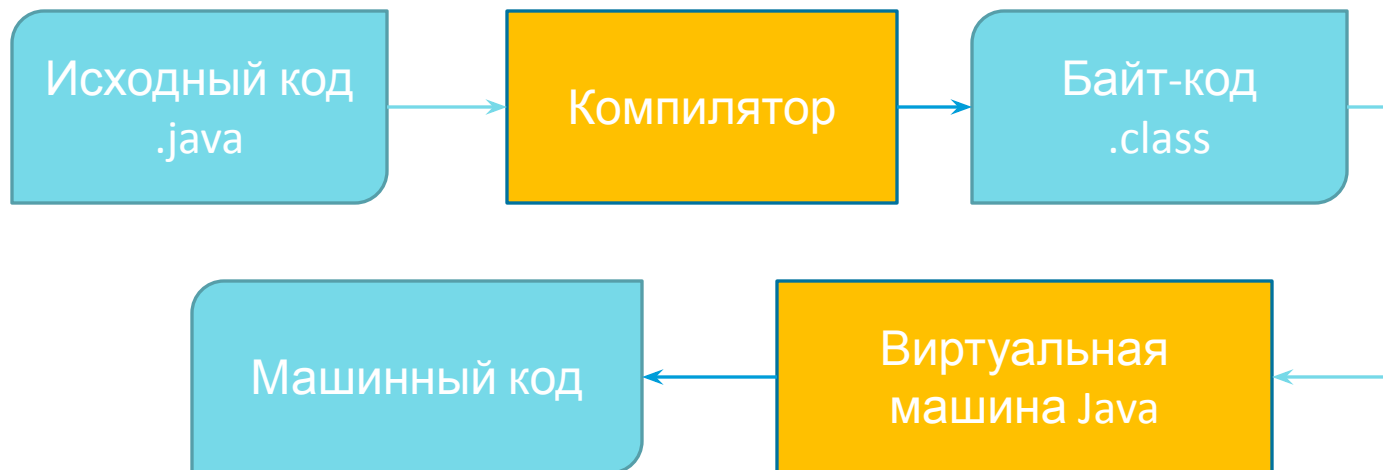 Исходный код
.java
Компилятор
Байт-код
.class
Машинный код
Виртуальная
машина Java